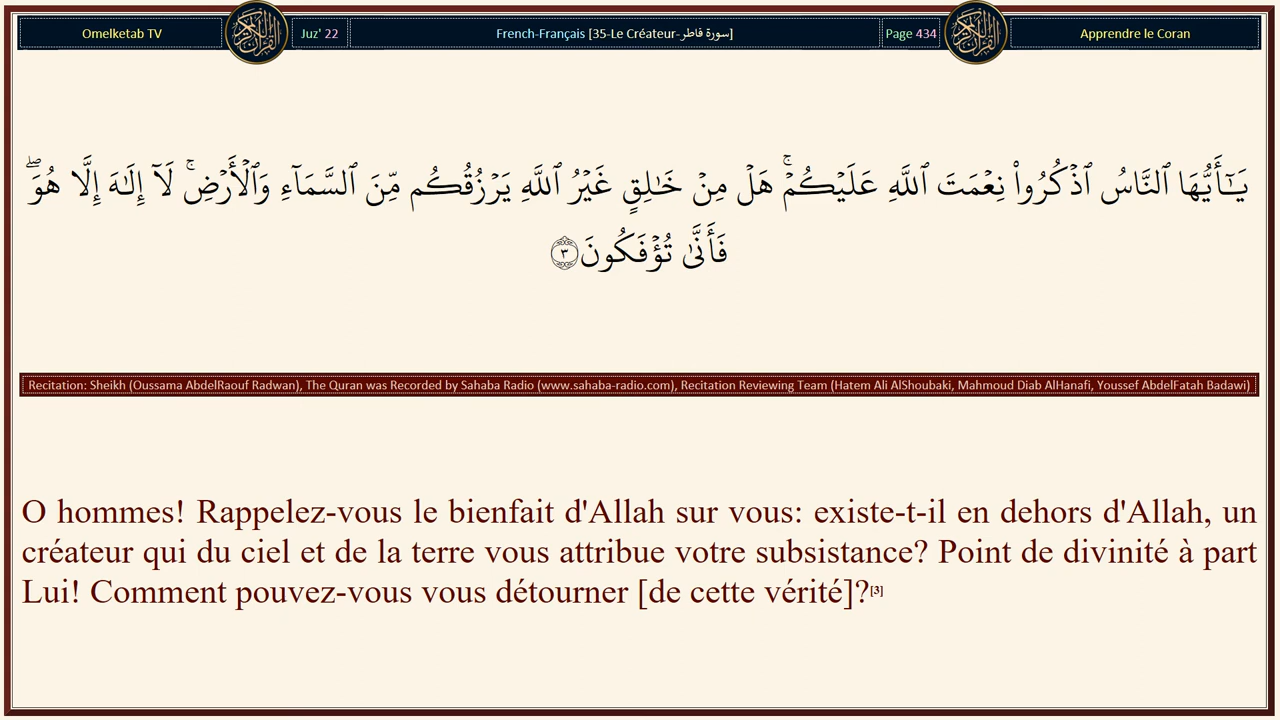 Omelketab TV
Juz' 22
French-Français [35-Le Créateur-سورة فاطر]
Page 434
Apprendre le Coran
يَـٰٓأَيُّهَا ٱلنَّاسُ ٱذۡكُرُواْ نِعۡمَتَ ٱللَّهِ عَلَيۡكُمۡۚ هَلۡ مِنۡ خَـٰلِقٍ غَيۡرُ ٱللَّهِ يَرۡزُقُكُم مِّنَ ٱلسَّمَآءِ وَٱلۡأَرۡضِۚ لَآ إِلَـٰهَ إِلَّا هُوَۖ
فَأَنَّىٰ تُؤۡفَكُونَ ٣
Recitation: Sheikh (Oussama AbdelRaouf Radwan), The Quran was Recorded by Sahaba Radio (www.sahaba-radio.com), Recitation Reviewing Team (Hatem Ali AlShoubaki, Mahmoud Diab AlHanafi, Youssef AbdelFatah Badawi)
O hommes! Rappelez-vous le bienfait d'Allah sur vous: existe-t-il en dehors d'Allah, un
créateur qui du ciel et de la terre vous attribue votre subsistance? Point de divinité à part
Lui! Comment pouvez-vous vous détourner [de cette vérité]?[3]